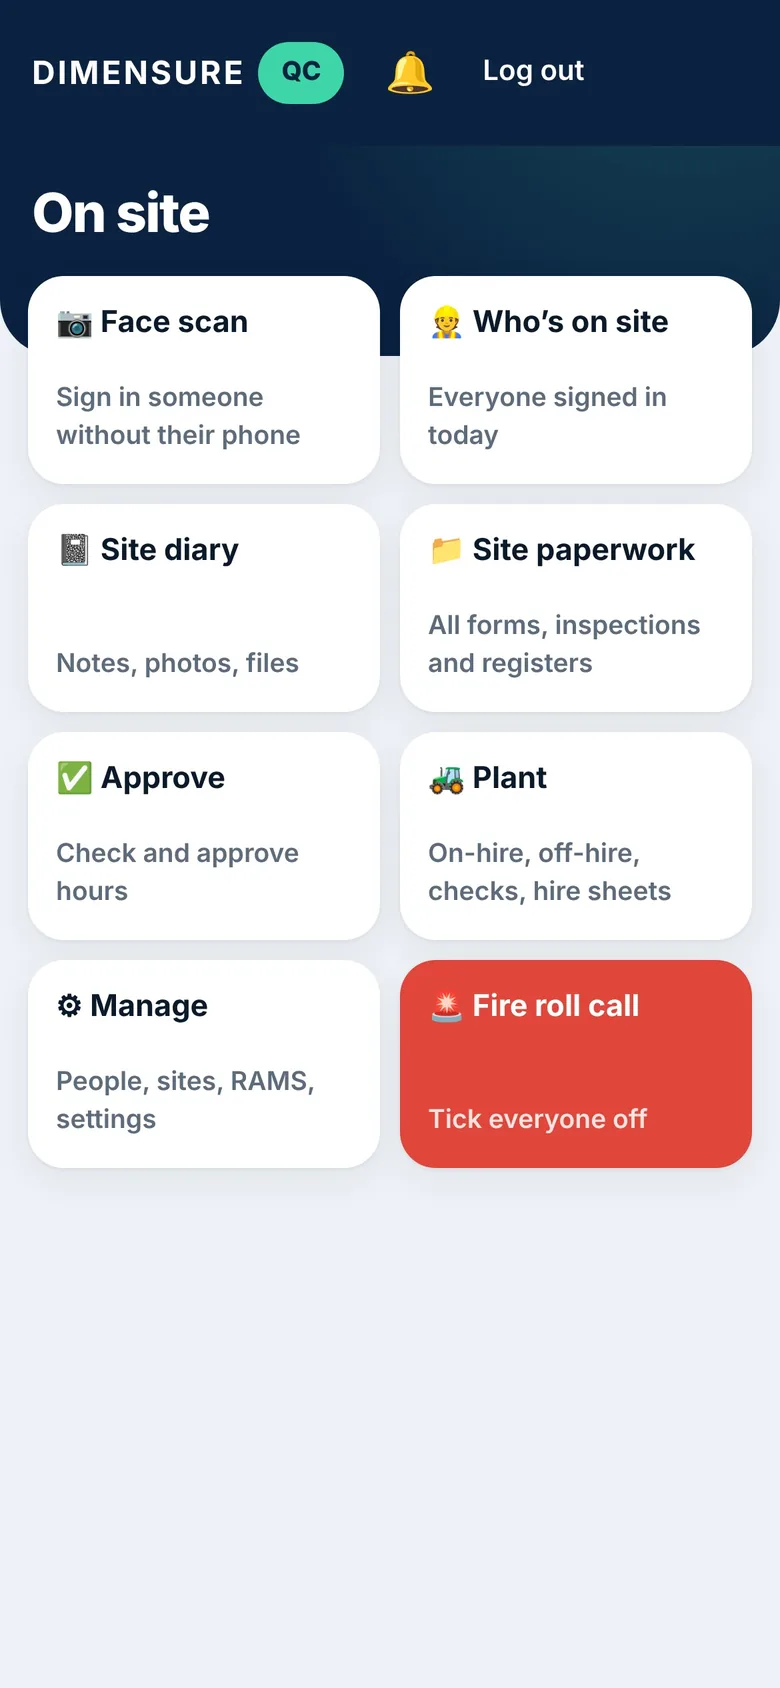 DIMENSURE QC Log out
On site
Face scan
Sign in someone
without their phone
Who’s on site
Everyone signed in
today
Site diary
Notes, photos, files
Site paperwork
All forms, inspections
and registers
Approve
Check and approve
hours
Plant
On-hire, off-hire,
checks, hire sheets
Manage
People, sites, RAMS,
settings
Fire roll call
Tick everyone off